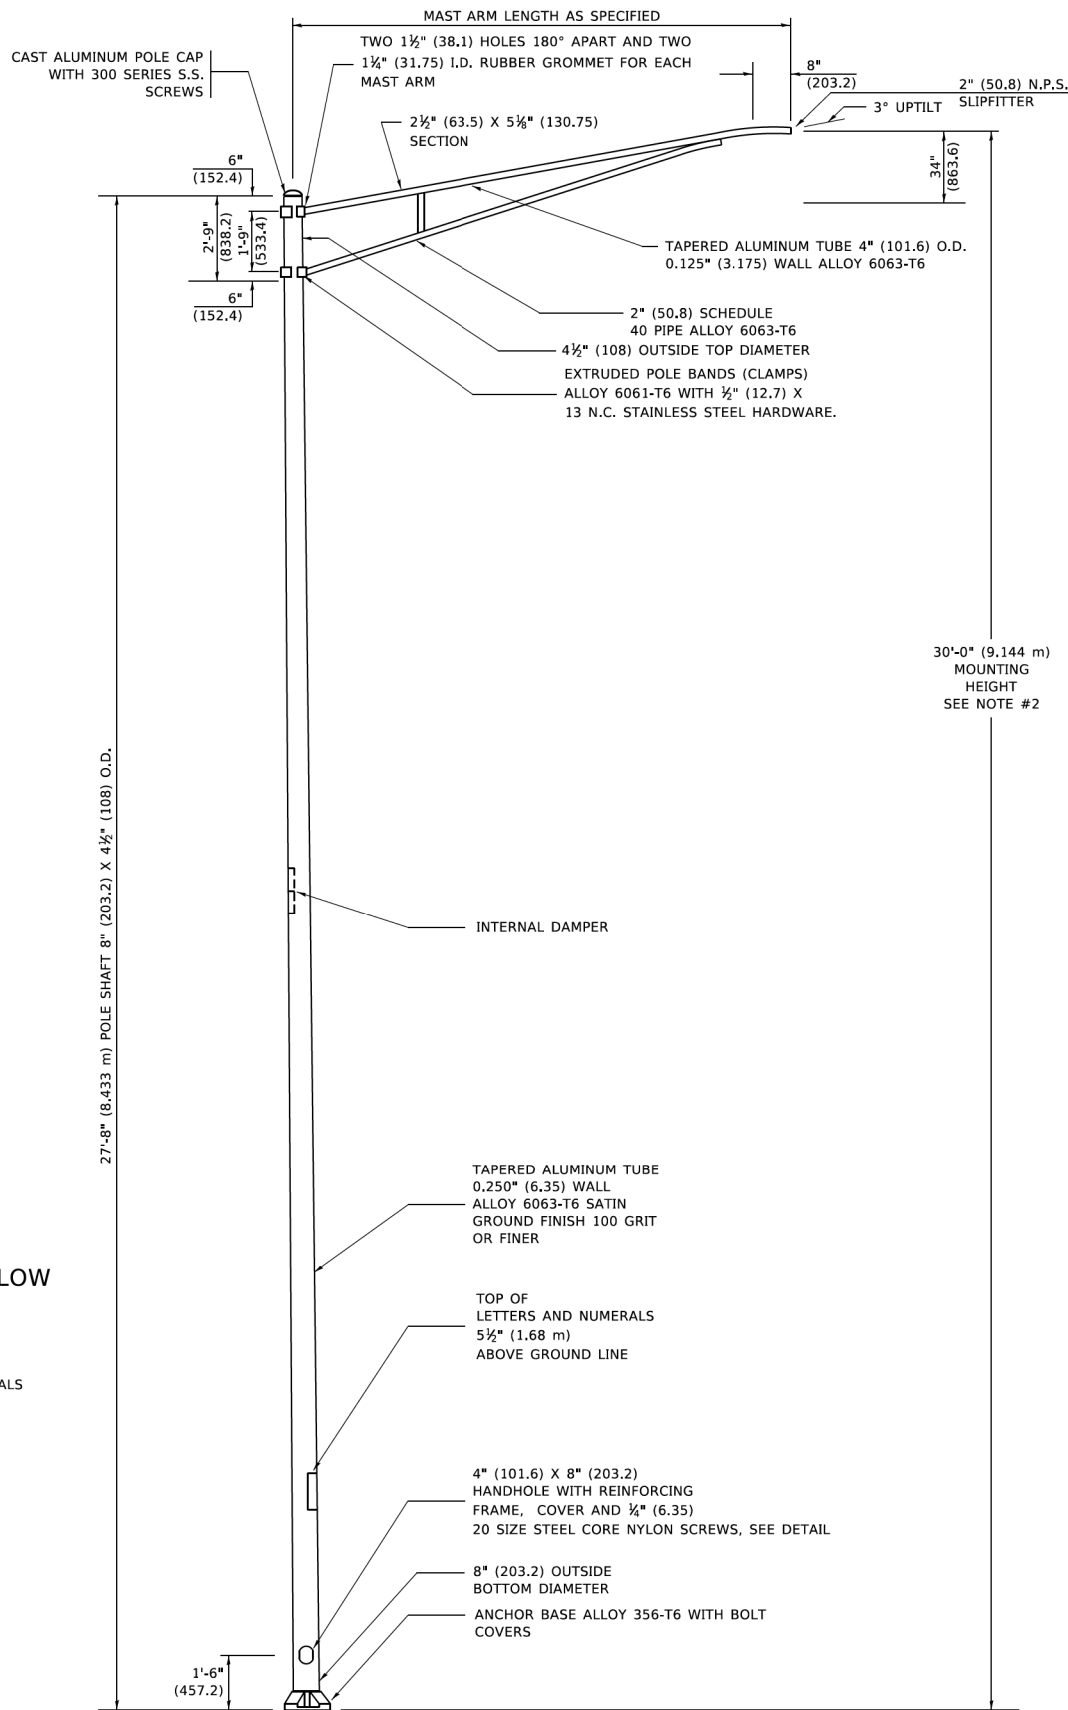 MAST ARM LENGTH AS SPECIFIED
CAST ALUMINUM POLE CAP
WITH 300 SERIES S.S.
SCREWS
TWO 1½" (38.1) HOLES 180° APART AND TWO
1¼" (31.75) I.D. RUBBER GROMMET FOR EACH
MAST ARM
8"
(203.2)
2" (50.8) N.P.S.
SLIPFITTER
3° UPTILT
2½" (63.5) X 5⅛" (130.75)
SECTION
34"
(863.6)
6"
(152.4)
2'-9"
(838.2)
1'-9"
(533.4)
6"
(152.4)
TAPERED ALUMINUM TUBE 4" (101.6) O.D.
0.125" (3.175) WALL ALLOY 6063-T6
2" (50.8) SCHEDULE
40 PIPE ALLOY 6063-T6
4½" (108) OUTSIDE TOP DIAMETER
EXTRUDED POLE BANDS (CLAMPS)
ALLOY 6061-T6 WITH ½" (12.7) X
13 N.C. STAINLESS STEEL HARDWARE.
30'-0" (9.144 m)
MOUNTING
HEIGHT
SEE NOTE #2
27'-8" (8.433 m) POLE SHAFT 8" (203.2) X 4½" (108) O.D.
INTERNAL DAMPER
TAPERED ALUMINUM TUBE
0.250" (6.35) WALL
ALLOY 6063-T6 SATIN
GROUND FINISH 100 GRIT
OR FINER
LOW
TOP OF
LETTERS AND NUMERALS
5½" (1.68 m)
ABOVE GROUND LINE
ALS
4" (101.6) X 8" (203.2)
HANDHOLE WITH REINFORCING
FRAME, COVER AND ¼" (6.35)
20 SIZE STEEL CORE NYLON SCREWS, SEE DETAIL
8" (203.2) OUTSIDE
BOTTOM DIAMETER
ANCHOR BASE ALLOY 356-T6 WITH BOLT
COVERS
1'-6"
(457.2)